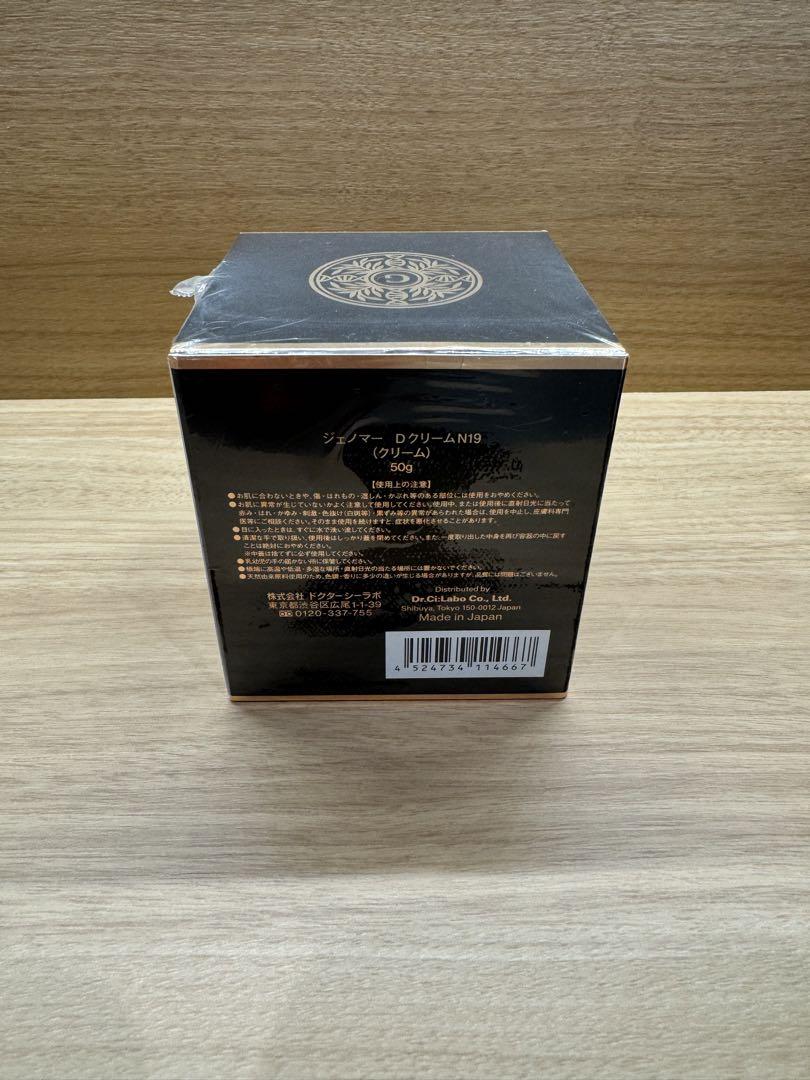 G
ジェノマー DクリームN19
(クリーム)
50g
【使用上の注意】
●お肌に合わないときや、傷・はれもの・湿しん・かぶれ等のある部位には使用をおやめください。
●お肌に異常が生じていないかよく注意して使用してください。使用中、または使用後に直射日光に当たって
赤み・はれ・かゆみ・刺激・色抜け(白斑等)・黒ずみ等の異常があらわれた場合は、使用を中止し、皮膚科専門
医等にご相談ください。そのまま使用を続けますと、症状を悪化させることがあります。
●目に入ったときは、すぐに水で洗い流してください。
●清潔な手で取り扱い、使用後はしっかり蓋を閉めてください。また、一度取り出した中身を再び容器の中に戻す
ことは絶対におやめください。
※中蓋は捨てずに必ず使用してください。
●乳幼児の手の届かない所に保管してください。
●極端に高温や低温・多湿な場所・直射日光の当たる場所には置かないでください。
●天然由来原料使用のため、色調・香りに多少の違いが生じる場合がありますが、品質には問題はございません。
株式会社 ドクターシーラボ
東京都渋谷区広尾1-1-39
0120-337-755
Distributed by
Dr.Ci:Labo Co., Ltd.
Shibuya, Tokyo 150-0012 Japan
Made in Japan
4 524734 114667